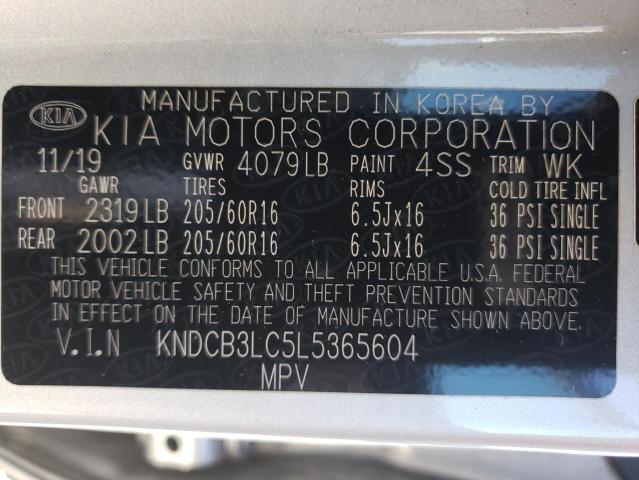 MANUFACTURED IN KOREA BY
KIA KIA MOTORS CORPORATION
11/19 GVWR 4079LB PAINT 4SS TRIM WK
GAWR TIRES RIMS COLD TIRE INFL
FRONT 2319LB 205/60R16 6.5Jx16 36 PSI SINGLE
REAR 2002LB 205/60R16 6.5Jx16 36 PSI SINGLE
THIS VEHICLE CONFORMS TO ALL APPLICABLE U.S.A. FEDERAL
MOTOR VEHICLE SAFETY AND THEFT PREVENTION STANDARDS
IN EFFECT ON THE DATE OF MANUFACTURE SHOWN ABOVE.
V.I.N KNDCB3LC5L5365604
MPV